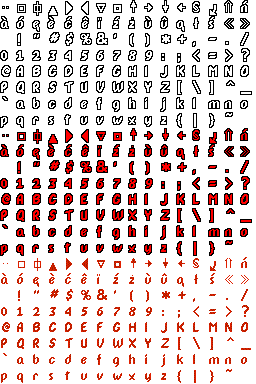 ¨ □ ф ▲ ▶ ◀ ▼ ¤ ↑ → ↓ ← § ↲ ⇑ ń
à ó ę è ć ê ï ź ż ù û ą ł ś « »
! " # $ % & ' ( ) * + , - . /
0 1 2 3 4 5 6 7 8 9 : ; < = > ?
@ A B C D E F G H I J K L M N O
P Q R S T U V W X Y Z [ \ ] ^ _
` a b c d e f g h i j k l m n o
p q r s t u v w x y z { | } ~
¨ □ ф ▲ ▶ ◀ ▼ ¤ ↑ → ↓ ← § ↲ ⇑ ń
à ó ę è ć ê ï ź ż ù û ą ł ś « »
! " # $ % & ' ( ) * + , - . /
0 1 2 3 4 5 6 7 8 9 : ; < = > ?
@ A B C D E F G H I J K L M N O
P Q R S T U V W X Y Z [ \ ] ^ _
` a b c d e f g h i j k l m n o
p q r s t u v w x y z { | } ~
¨ □ ф ▲ ▶ ◀ ▼ ¤ ↑ → ↓ ← § ↲ ⇑ ń
à ó ę è ć ê ï ź ż ù û ą ł ś « »
! " # $ % & ' ( ) * + , - . /
0 1 2 3 4 5 6 7 8 9 : ; < = > ?
@ A B C D E F G H I J K L M N O
P Q R S T U V W X Y Z [ \ ] ^ _
` a b c d e f g h i j k l m n o
p q r s t u v w x y z { | } ~